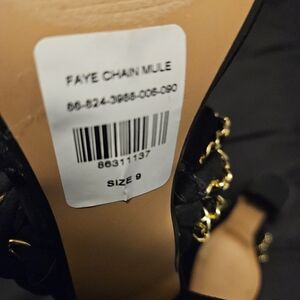 FAYE CHAIN MULE
86-824-3988-006-090
86311137
SIZE 9